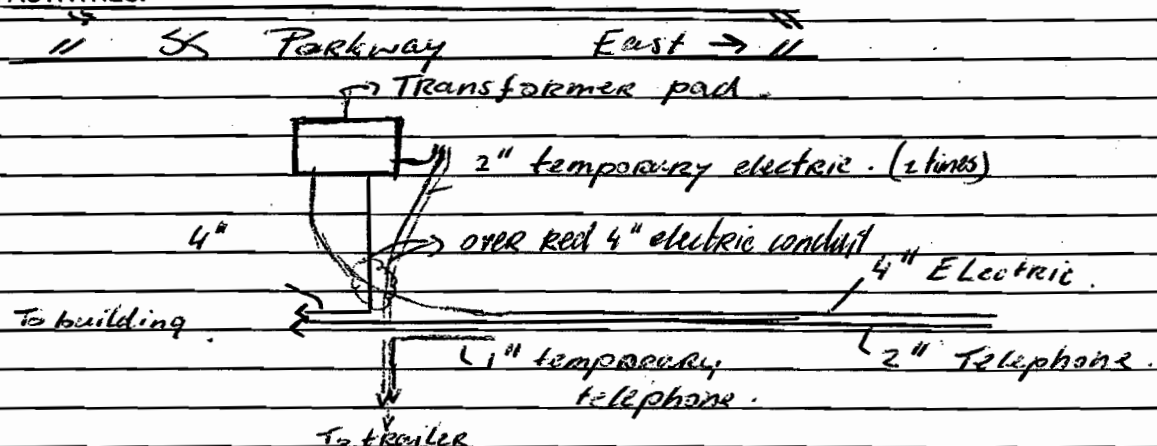 Parkway East →
Transformer pad.
2" temporary electric. (2 lines)
4"
over Red 4" electric conduit
4" Electric.
To building.
1" temporary
telephone.
2" Telephone.
To trailer